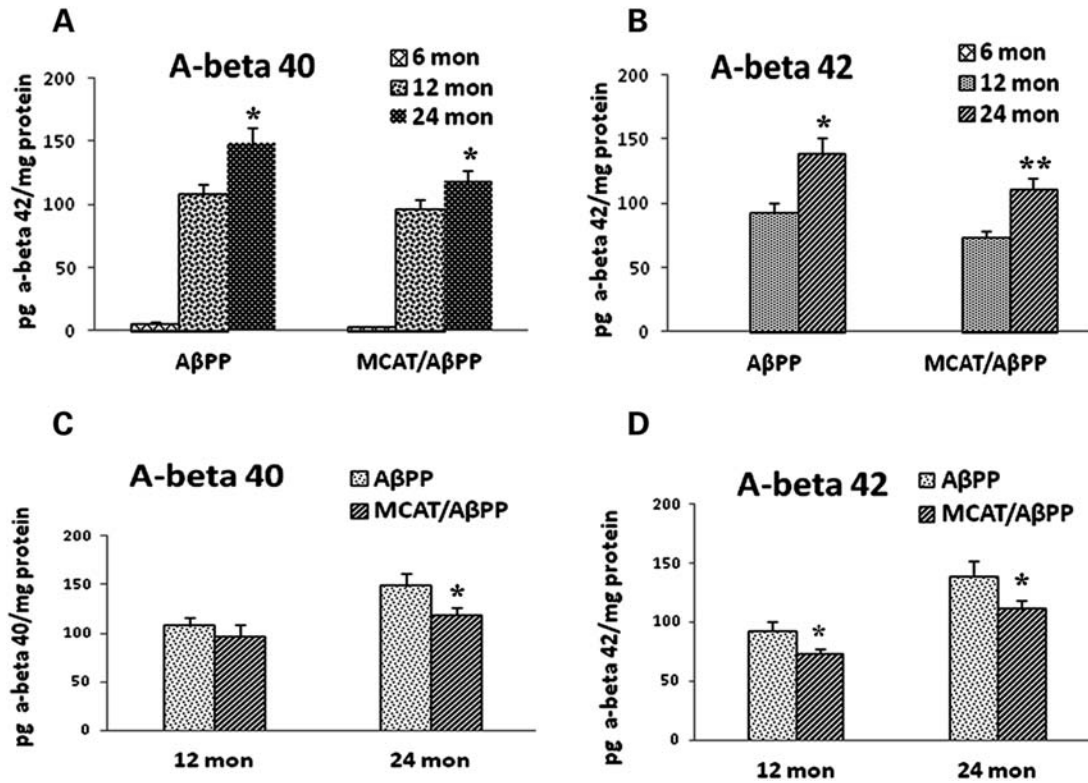 A
A-beta 40
6 mon
12 mon
24 mon
pg a-beta 42/mg protein
200
150
100
50
0
*
*
AβPP
MCAT/AβPP
B
A-beta 42
6 mon
12 mon
24 mon
pg a-beta 42/mg protein
200
150
100
50
0
*
**
AβPP
MCAT/AβPP
C
A-beta 40
AβPP
MCAT/AβPP
pg a-beta 40/mg protein
200
150
100
50
0
*
12 mon
24 mon
D
A-beta 42
AβPP
MCAT/AβPP
pg a-beta 42/mg protein
200
150
100
50
0
*
*
12 mon
24 mon